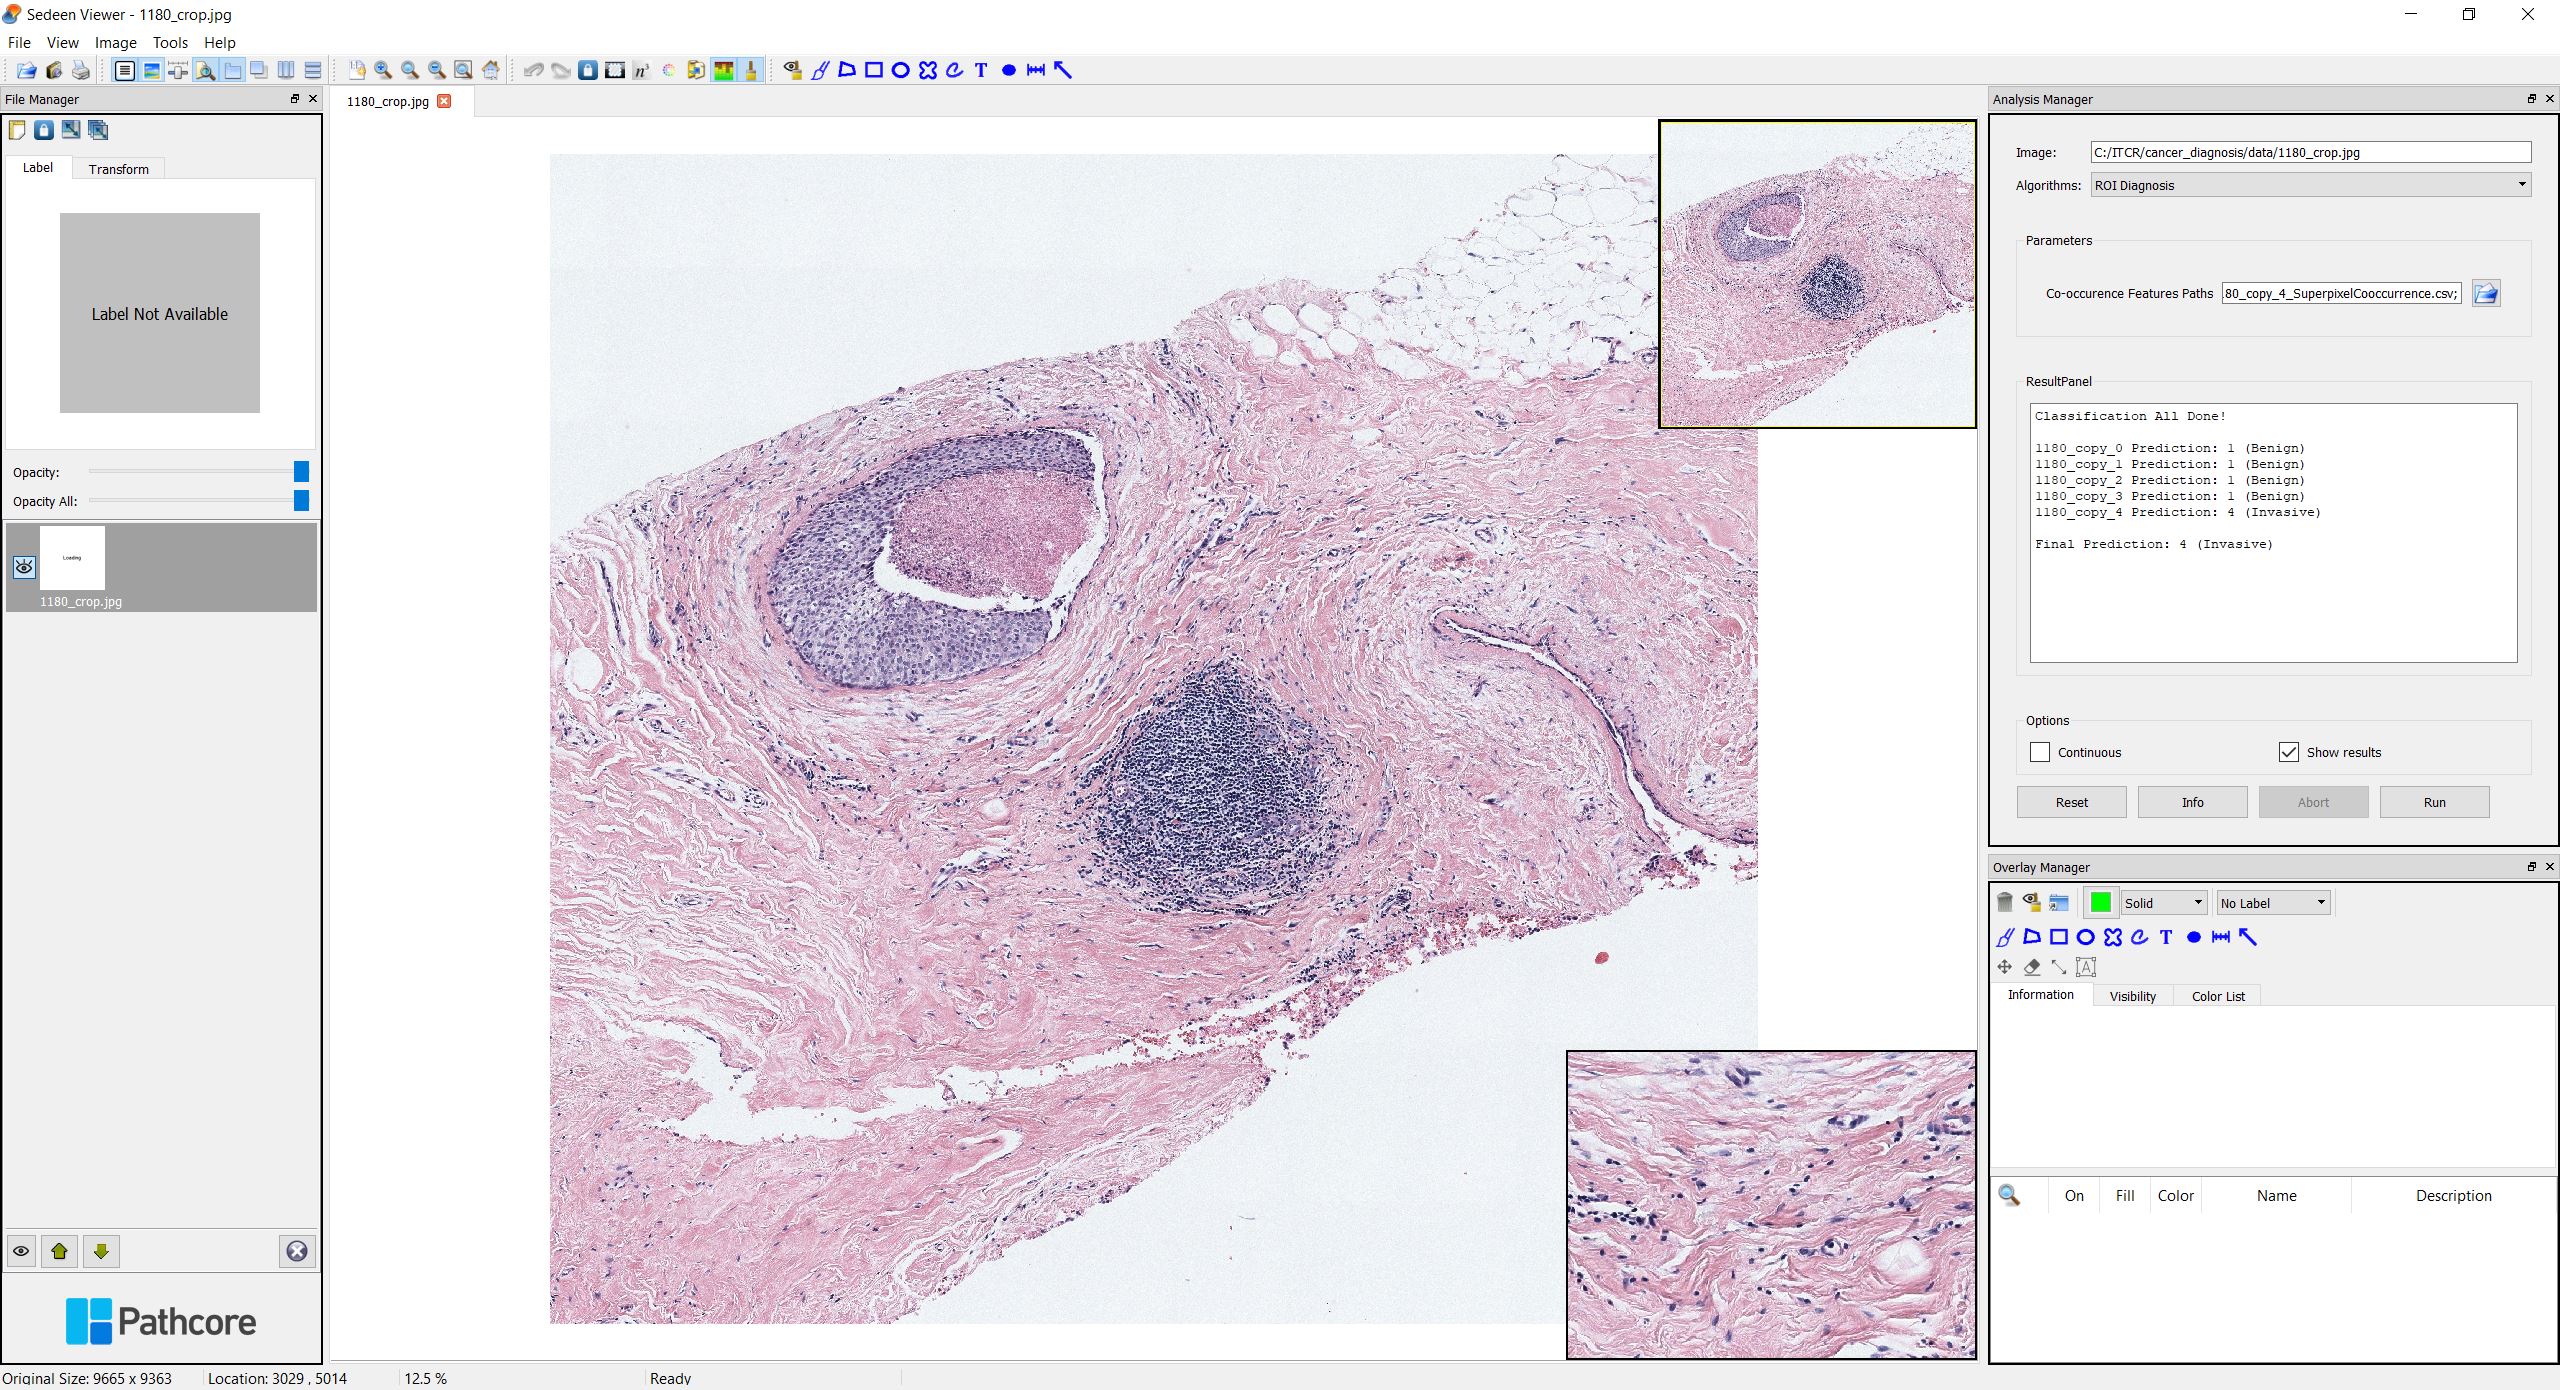 Sedeen Viewer - 1180_crop.jpg
File View Image Tools Help
n³
T
File Manager
Label Transform
Label Not Available
Opacity:
Opacity All:
Loading
1180_crop.jpg
Pathcore
1180_crop.jpg
Analysis Manager
Image: C:/ITCR/cancer_diagnosis/data/1180_crop.jpg
Algorithms: ROI Diagnosis
Parameters
Co-occurence Features Paths .80_copy_4_SuperpixelCooccurrence.csv;
ResultPanel
Classification All Done!
1180_copy_0 Prediction: 1 (Benign)
1180_copy_1 Prediction: 1 (Benign)
1180_copy_2 Prediction: 1 (Benign)
1180_copy_3 Prediction: 1 (Benign)
1180_copy_4 Prediction: 4 (Invasive)
Final Prediction: 4 (Invasive)
Options
Continuous Show results
Reset Info Abort Run
Overlay Manager
Solid No Label
T
A
Information Visibility Color List
On Fill Color Name Description
Original Size: 9665 x 9363 Location: 3029 , 5014 12.5 % Ready